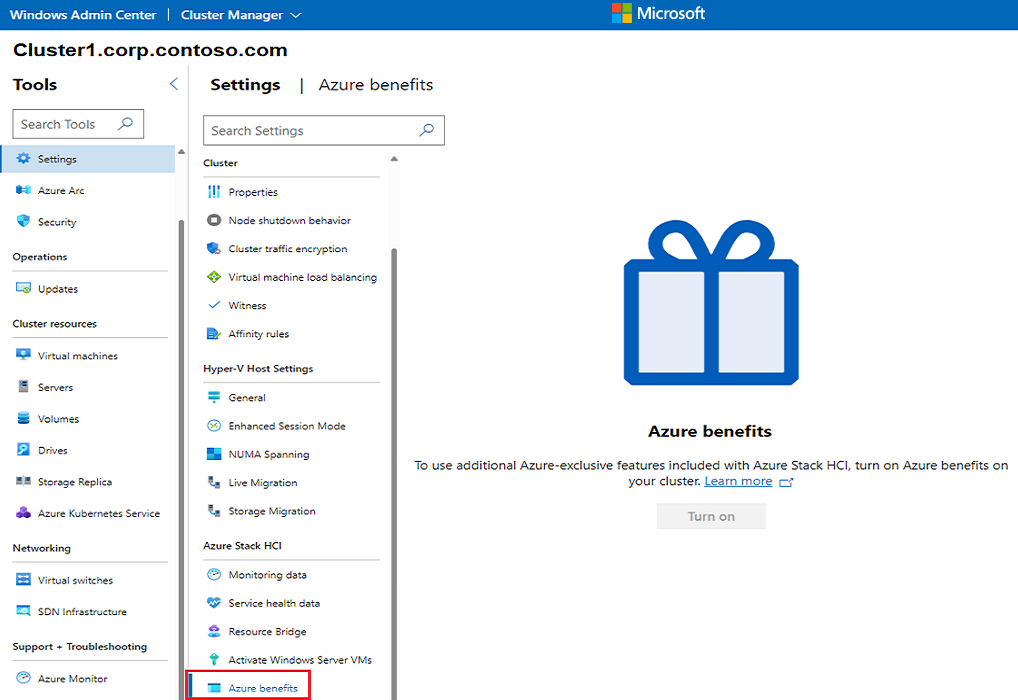 Windows Admin Center | Cluster Manager
Microsoft
Cluster1.corp.contoso.com
Tools
Search Tools
Settings
Azure Arc
Security
Operations
Updates
Cluster resources
Virtual machines
Servers
Volumes
Drives
Storage Replica
Azure Kubernetes Service
Networking
Virtual switches
SDN Infrastructure
Support + Troubleshooting
Azure Monitor
Settings | Azure benefits
Search Settings
Cluster
Properties
Node shutdown behavior
Cluster traffic encryption
Virtual machine load balancing
Witness
Affinity rules
Hyper-V Host Settings
General
Enhanced Session Mode
NUMA Spanning
Live Migration
Storage Migration
Azure Stack HCI
Monitoring data
Service health data
Resource Bridge
Activate Windows Server VMs
Azure benefits
Azure benefits
To use additional Azure-exclusive features included with Azure Stack HCI, turn on Azure benefits on
your cluster. Learn more
Turn on